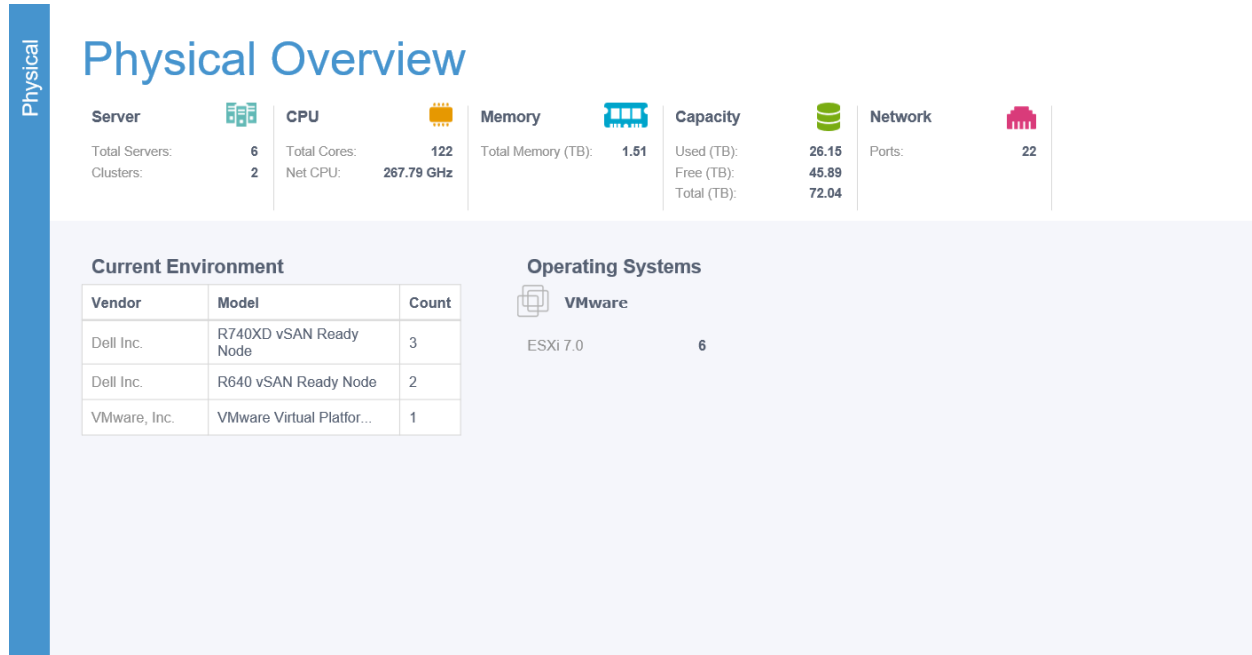 Physical
Physical Overview
Server
Total Servers: 6
Clusters: 2
CPU
Total Cores: 122
Net CPU: 267.79 GHz
Memory
Total Memory (TB): 1.51
Capacity
Used (TB): 26.15
Free (TB): 45.89
Total (TB): 72.04
Network
Ports: 22
Current Environment
Vendor Model Count
Dell Inc. R740XD vSAN Ready
Node 3
Dell Inc. R640 vSAN Ready Node 2
VMware, Inc. VMware Virtual Platfor... 1
Operating Systems
VMware
ESXi 7.0 6